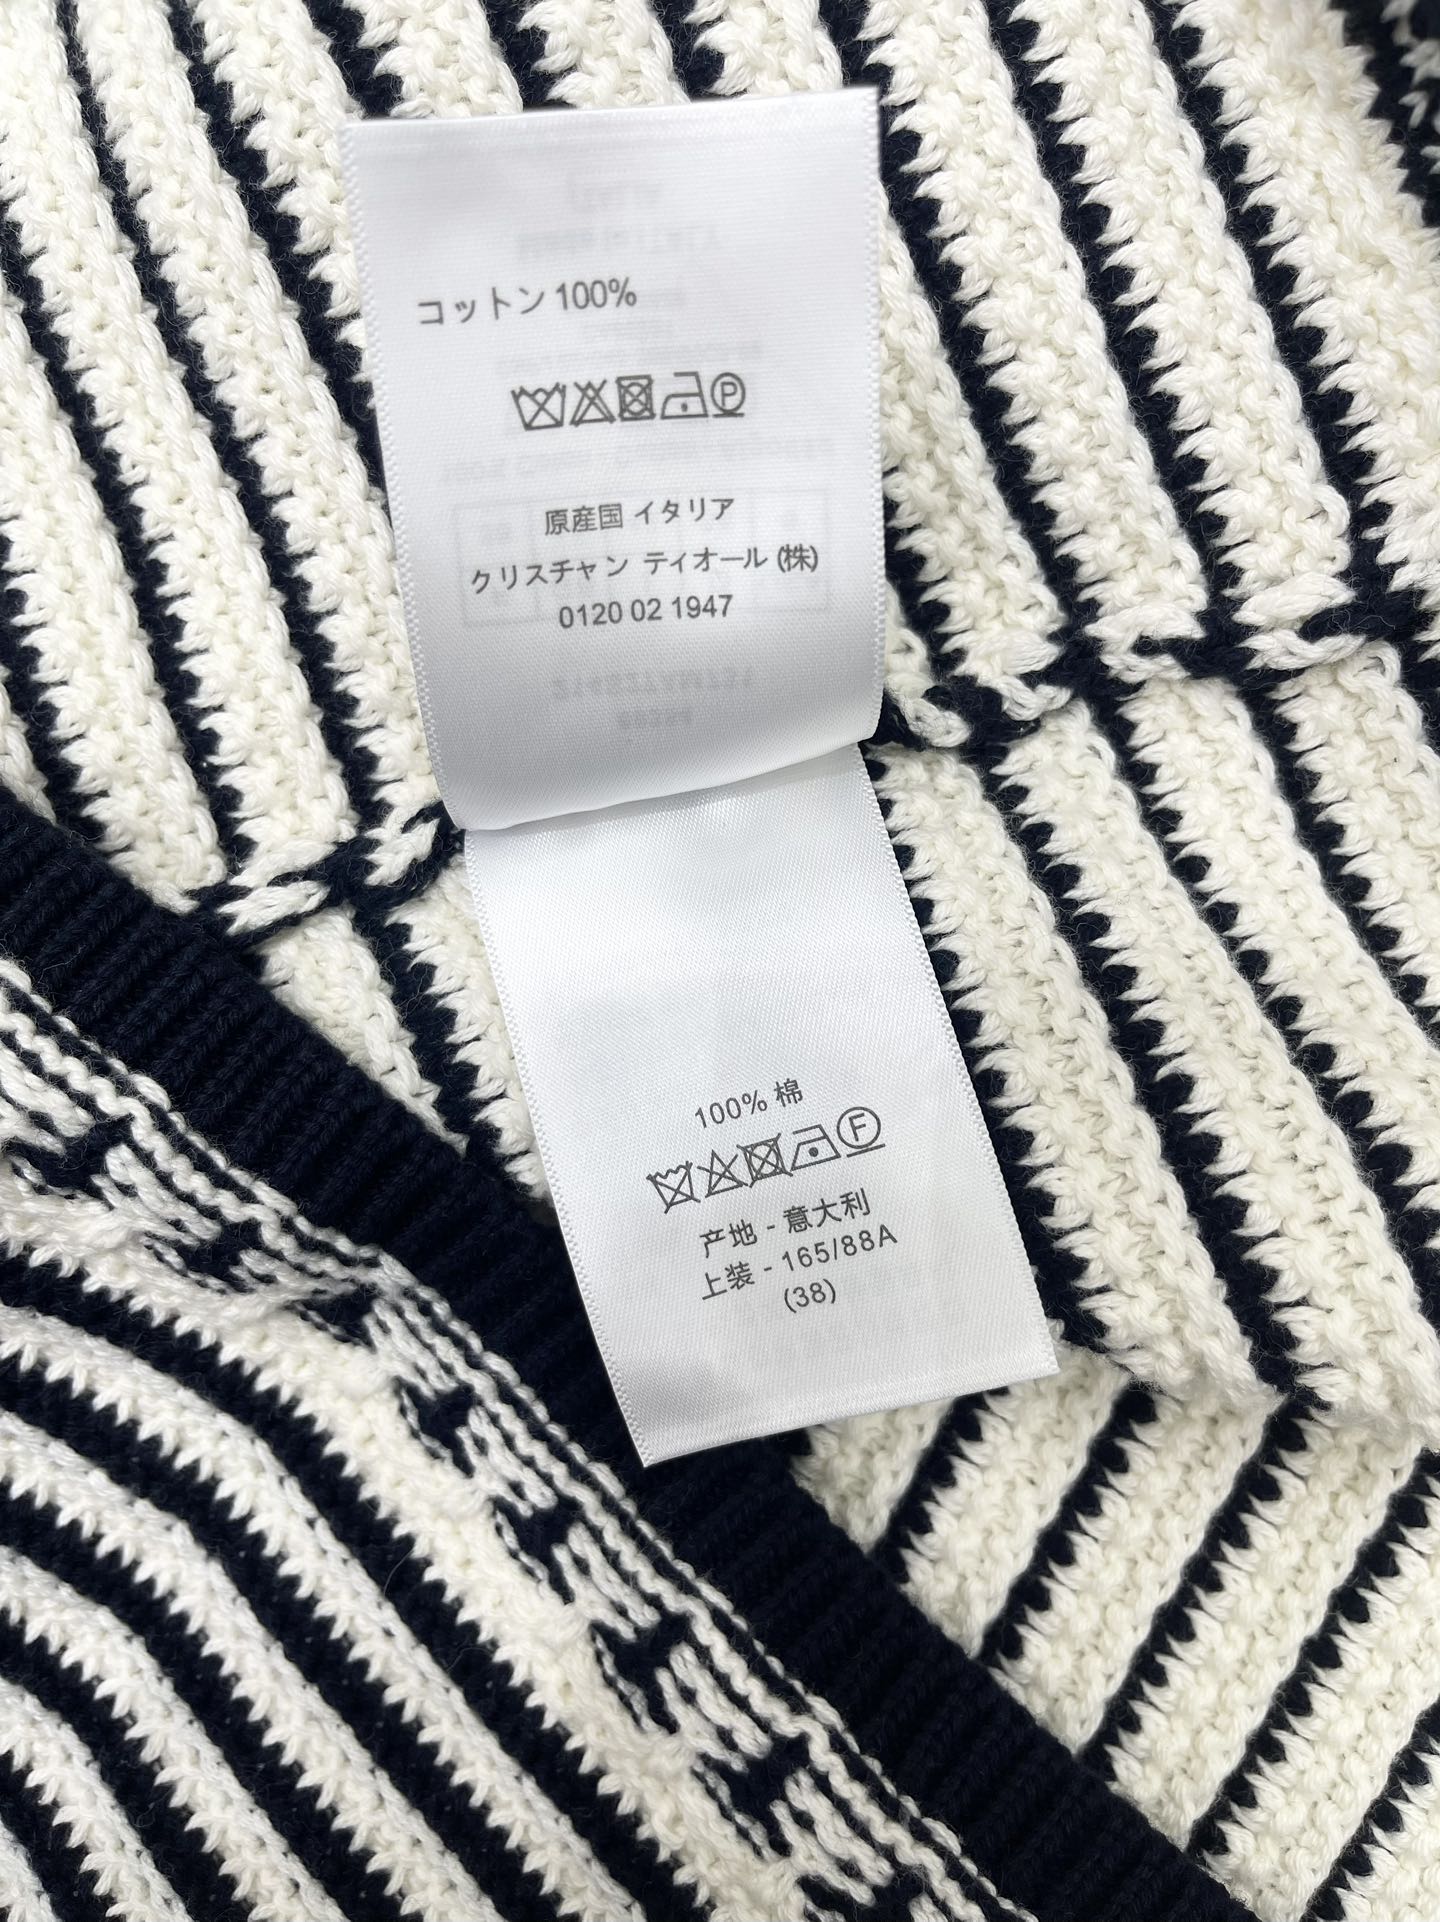 コットン 100%
P
原産国 イタリア
クリスチャン ティオール (株)
0120 02 1947
100% 棉
F
产地 - 意大利
上装 - 165/88A
(38)